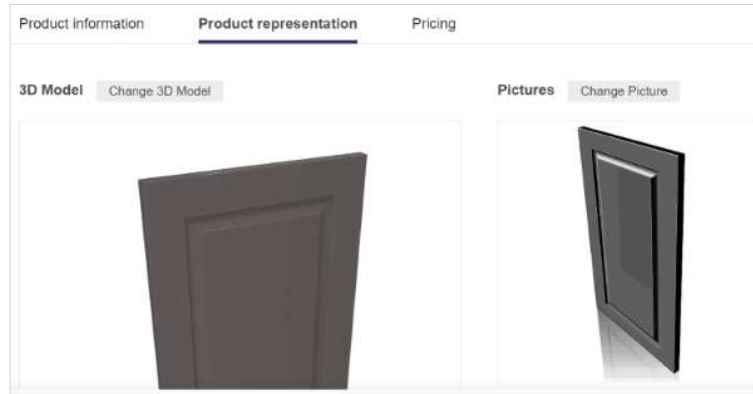 Product information
Product representation
Pricing
3D Model
Change 3D Model
Pictures
Change Picture